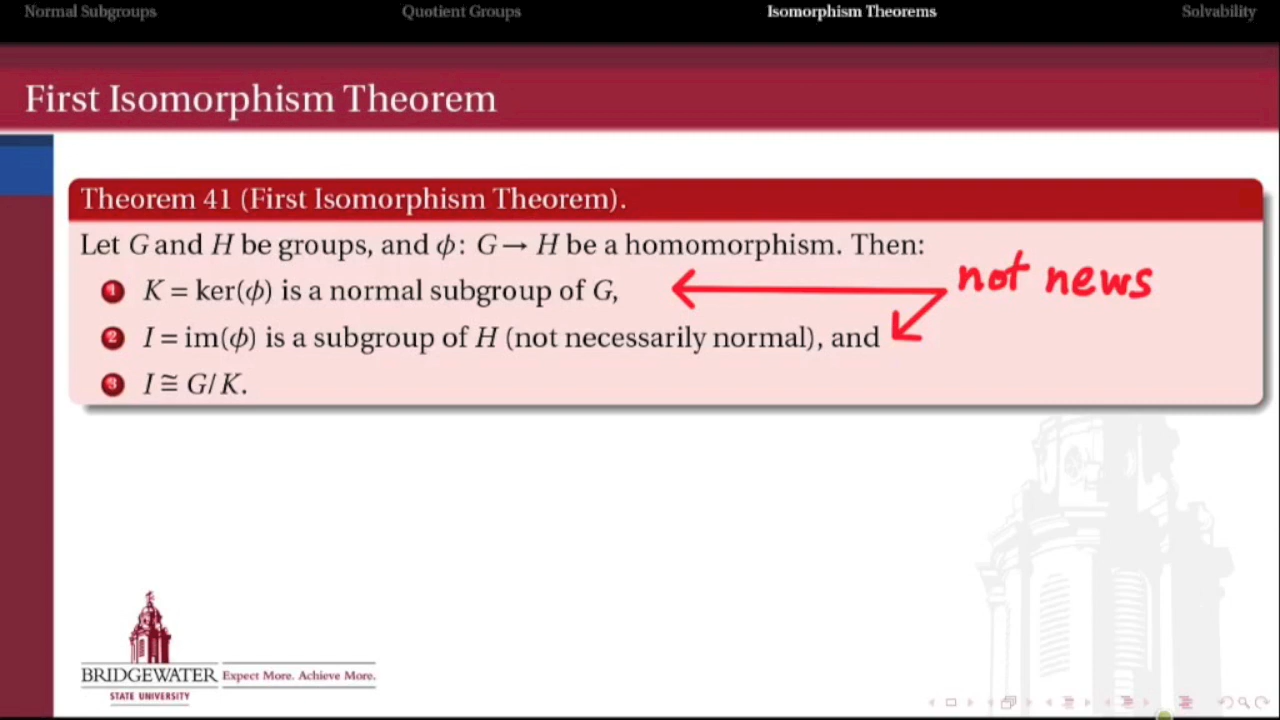 Normal Subgroups Quotient Groups Isomorphism Theorems Solvability
First Isomorphism Theorem
Theorem 41 (First Isomorphism Theorem).
Let G and H be groups, and ϕ: G → H be a homomorphism. Then:
1 K = ker(ϕ) is a normal subgroup of G,
not news
2 I = im(ϕ) is a subgroup of H (not necessarily normal), and
3 I ≅ G/K.
BRIDGEWATER Expect More. Achieve More.
STATE UNIVERSITY